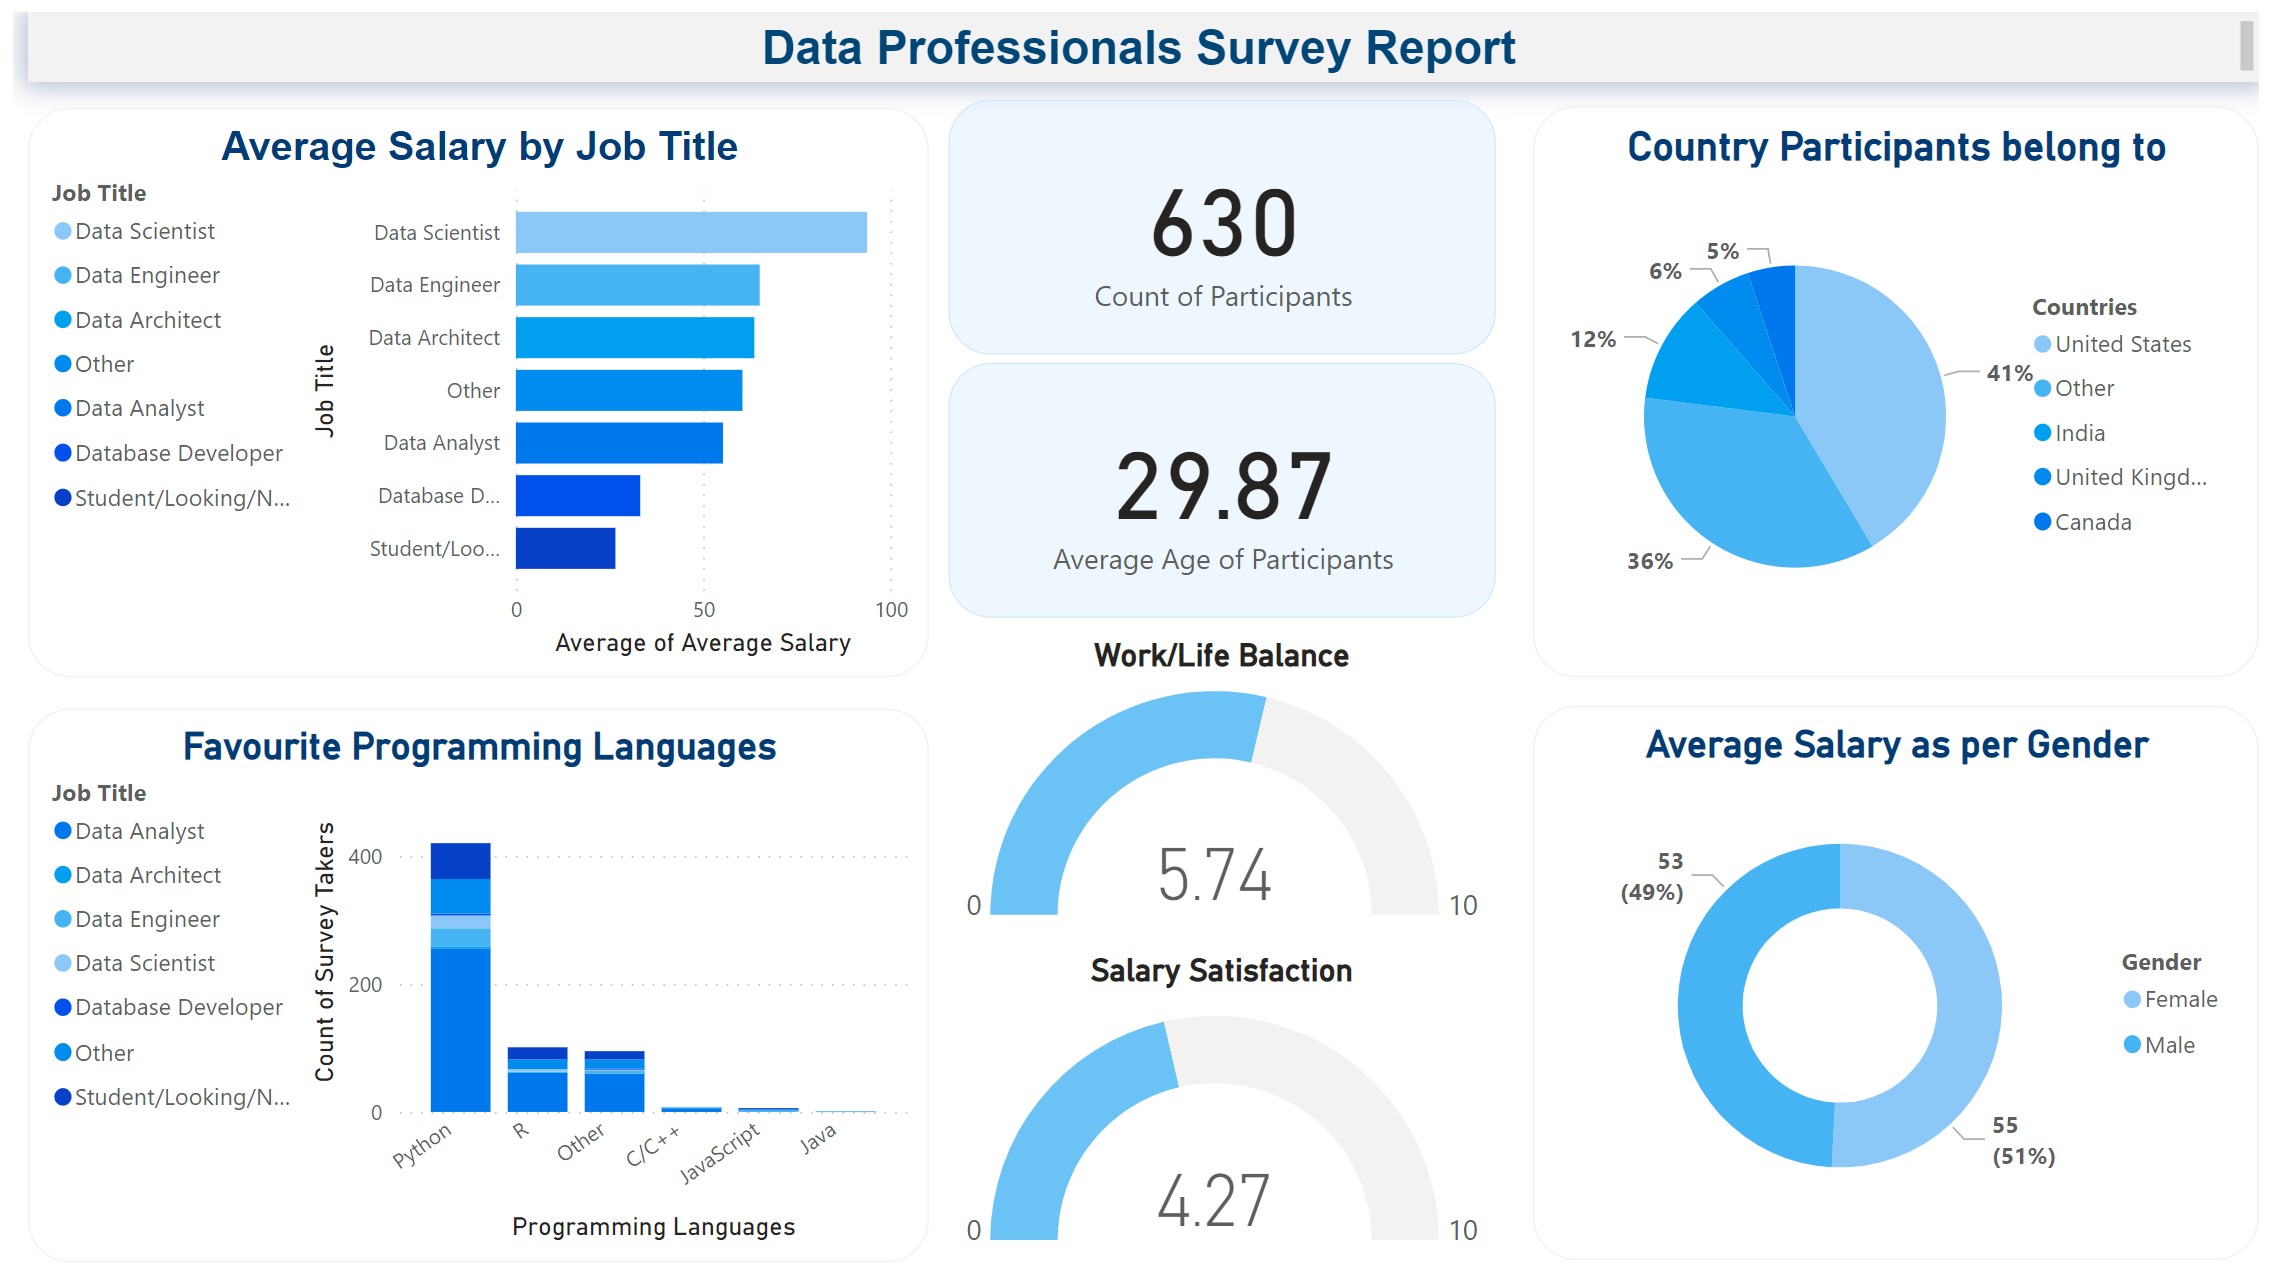 Data Professionals Survey Report
Average Salary by Job Title
Job Title
Data Scientist
Data Engineer
Data Architect
Other
Data Analyst
Database Developer
Student/Looking/N...
Job Title
Data Scientist
Data Engineer
Data Architect
Other
Data Analyst
Database D...
Student/Loo...
0
50
100
Average of Average Salary
630
Count of Participants
29.87
Average Age of Participants
Country Participants belong to
5%
6%
12%
36%
41%
Countries
United States
Other
India
United Kingd...
Canada
Favourite Programming Languages
Job Title
Data Analyst
Data Architect
Data Engineer
Data Scientist
Database Developer
Other
Student/Looking/N...
Count of Survey Takers
400
200
0
Python
R
Other
C/C++
JavaScript
Java
Programming Languages
Work/Life Balance
5.74
0
10
Salary Satisfaction
4.27
0
10
Average Salary as per Gender
53
(49%)
55
(51%)
Gender
Female
Male